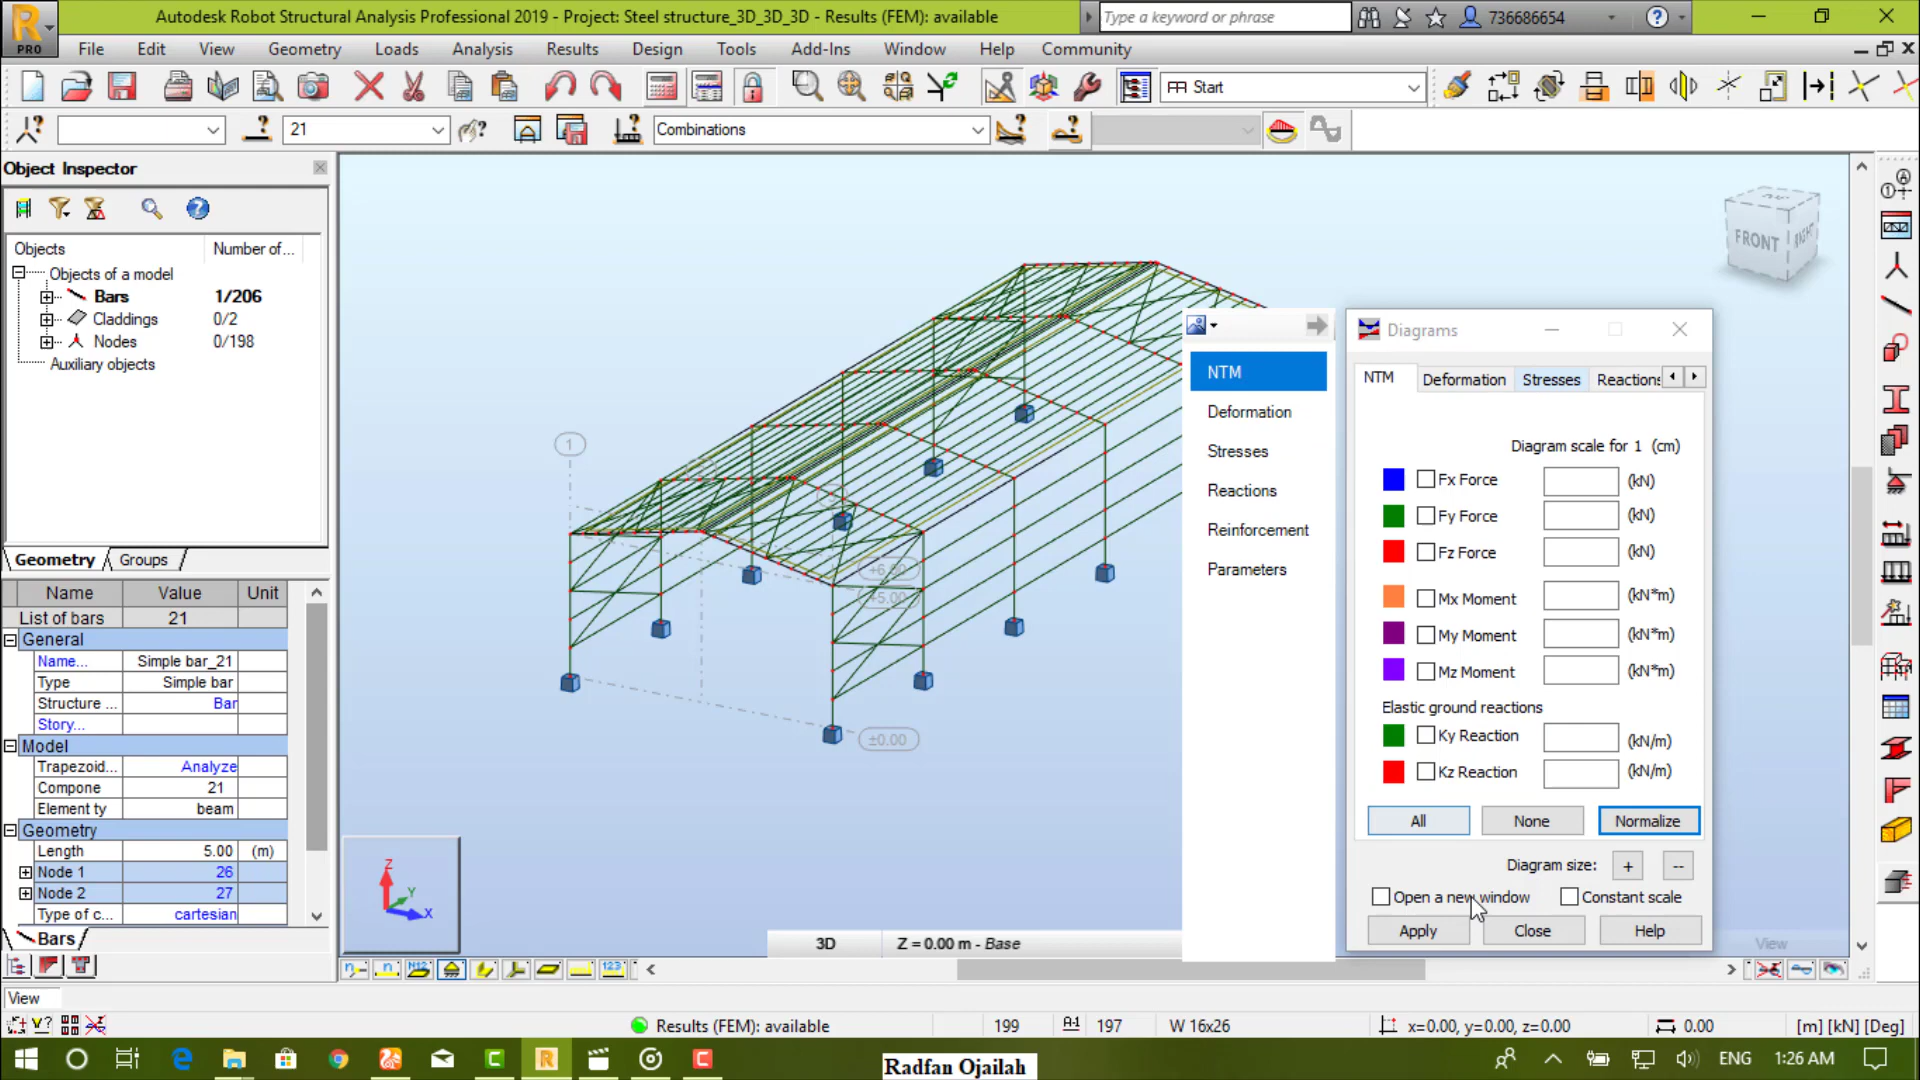 Autodesk Robot Structural Analysis Professional 2019 - Project: Steel structure_3D_3D_3D - Results (FEM): available
Type a keyword or phrase
736686654
PRO
File Edit View Geometry Loads Analysis Results Design Tools Add-Ins Window Help Community
Start
21
Combinations
Object Inspector
Objects Number of...
Objects of a model
Bars 1/206
Claddings 0/2
Nodes 0/198
Auxiliary objects
Geometry Groups
Name Value Unit
List of bars 21
General
Name... Simple bar_21
Type Simple bar
Structure ... Bar
Story...
Model
Trapezoid... Analyze
Compone 21
Element ty beam
Geometry
Length 5.00 (m)
Node 1 26
Node 2 27
Type of c... cartesian
Bars
1
+6.00
+5.00
±0.00
FRONT
RIGHT
Z
Y
X
3D
Z = 0.00 m - Base
View
NTM
Deformation
Stresses
Reactions
Reinforcement
Parameters
Diagrams
NTM Deformation Stresses Reactions
Diagram scale for 1 (cm)
Fx Force (kN)
Fy Force (kN)
Fz Force (kN)
Mx Moment (kN*m)
My Moment (kN*m)
Mz Moment (kN*m)
Elastic ground reactions
Ky Reaction (kN/m)
Kz Reaction (kN/m)
All None Normalize
Diagram size: + --
Open a new window Constant scale
Apply Close Help
View
Results (FEM): available 199 197 W 16x26 x=0.00, y=0.00, z=0.00 0.00 [m] [kN] [Deg]
Radfan Ojailah
ENG 1:26 AM